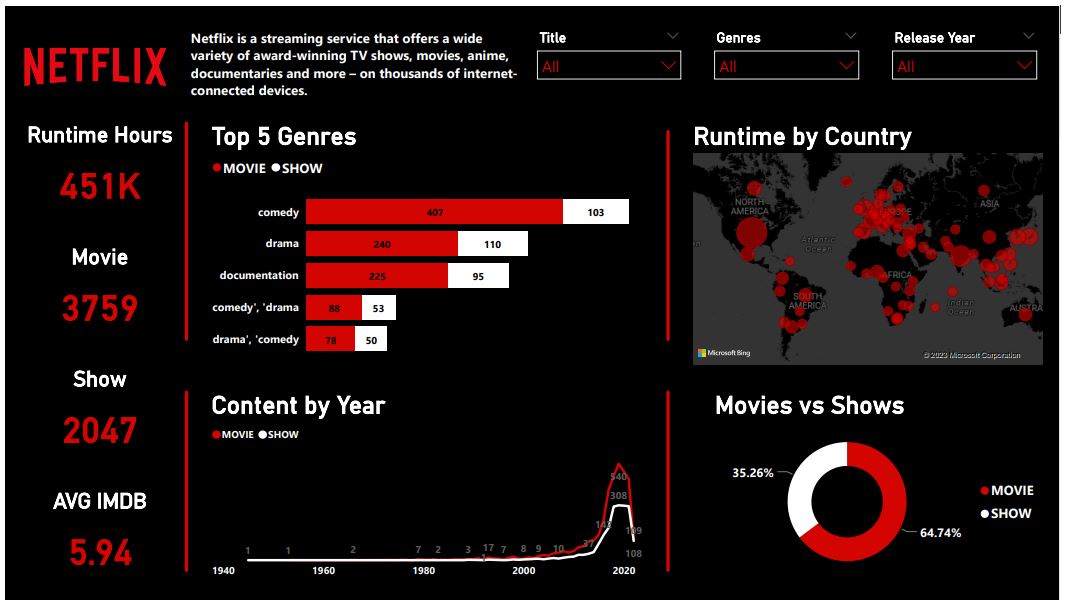 NETFLIX
Netflix is a streaming service that offers a wide
variety of award-winning TV shows, movies, anime,
documentaries and more – on thousands of internet-
connected devices.
Title
All
Genres
All
Release Year
All
Runtime Hours
451K
Movie
3759
Show
2047
AVG IMDB
5.94
Top 5 Genres
MOVIE SHOW
comedy 407 103
drama 240 110
documentation 225 95
comedy', 'drama 88 53
drama', 'comedy 78 50
Runtime by Country
NORTH
AMERICA
EUROPE
ASIA
Atlantic
Ocean
AFRICA
SOUTH
AMERICA
Indian
Ocean
AUSTRA
Microsoft Bing
© 2023 Microsoft Corporation
Content by Year
MOVIE SHOW
540
308
109
108
1 1 2 7 2 3 17 7 8 9 10 37
1940 1960 1980 2000 2020
Movies vs Shows
35.26%
64.74%
MOVIE
SHOW